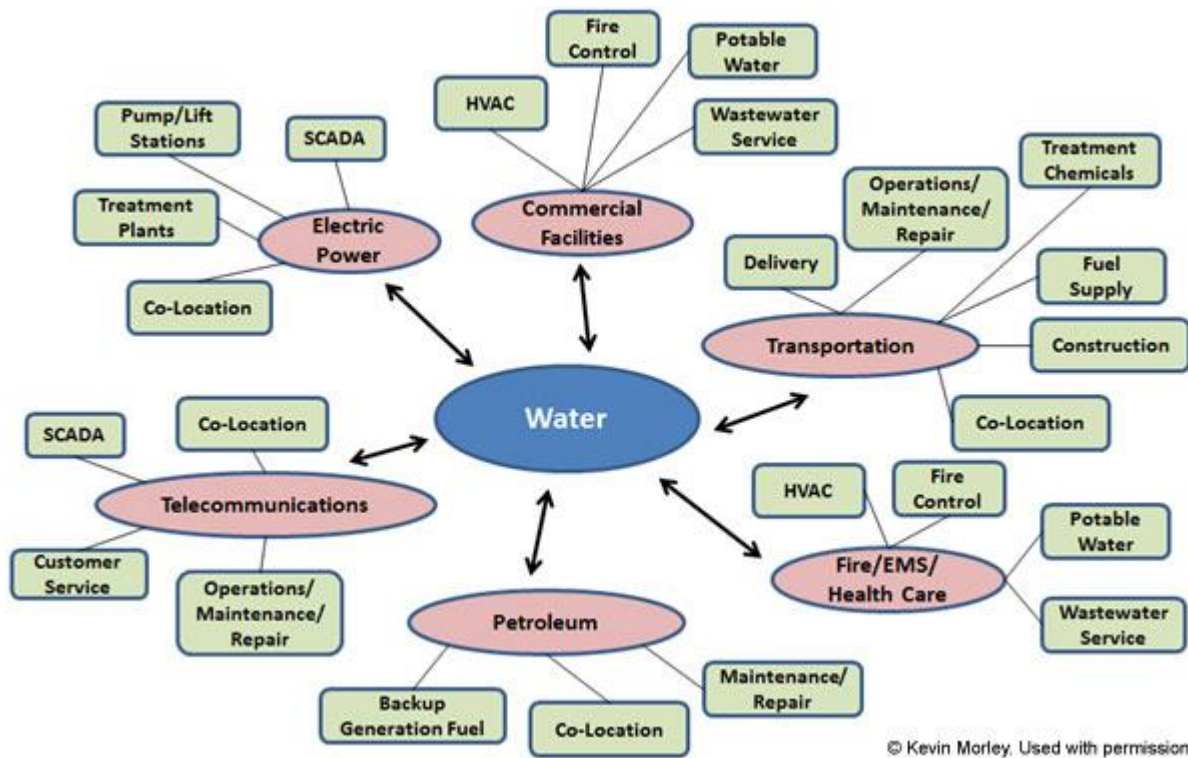 Fire
Control
Potable
Water
HVAC
Wastewater
Service
Commercial
Facilities
Pump/Lift
Stations
SCADA
Treatment
Plants
Electric
Power
Co-Location
Treatment
Chemicals
Operations/
Maintenance/
Repair
Delivery
Fuel
Supply
Transportation
Construction
Co-Location
Water
SCADA
Co-Location
Telecommunications
Customer
Service
Operations/
Maintenance/
Repair
HVAC
Fire
Control
Potable
Water
Fire/EMS/
Health Care
Wastewater
Service
Petroleum
Backup
Generation Fuel
Co-Location
Maintenance/
Repair
© Kevin Morley. Used with permission